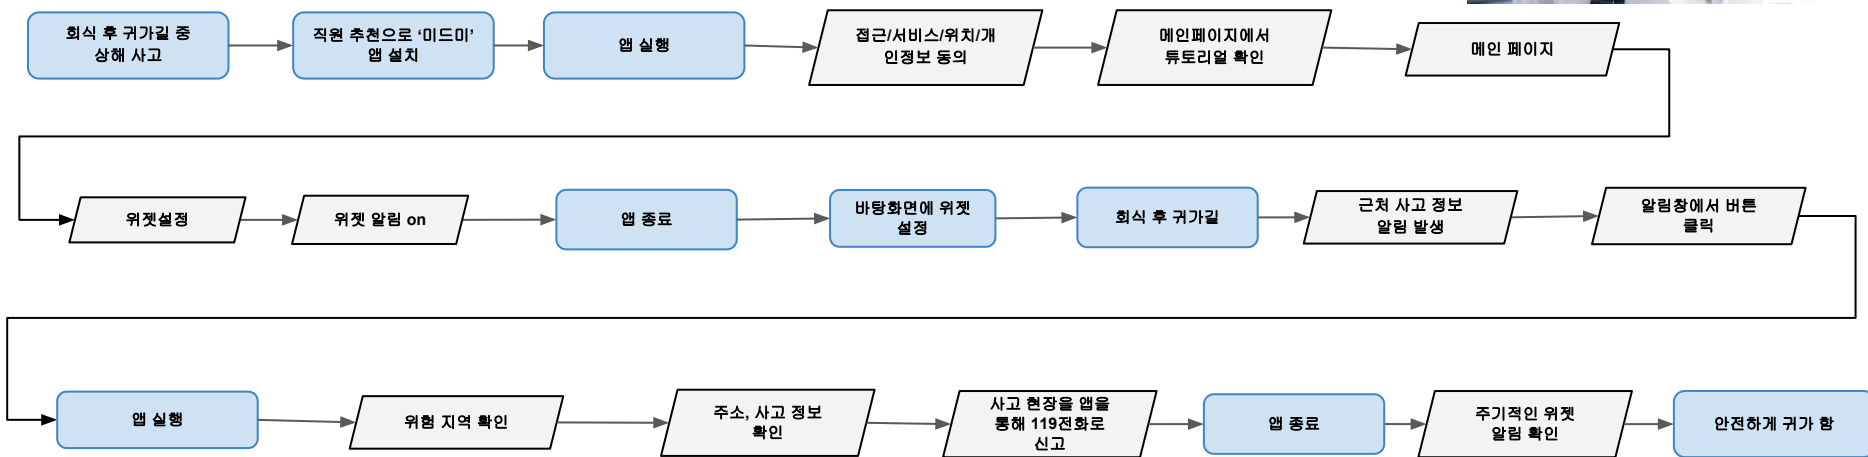 회식 후 귀가길 중
상해 사고
직원 추천으로 ‘미드미’
앱 설치
앱 실행
접근/서비스/위치/개
인정보 동의
메인페이지에서
튜토리얼 확인
메인 페이지
위젯설정
위젯 알림 on
앱 종료
바탕화면에 위젯
설정
회식 후 귀가길
근처 사고 정보
알림 발생
알림창에서 버튼
클릭
앱 실행
위험 지역 확인
주소, 사고 정보
확인
사고 현장을 앱을
통해 119전화로
신고
앱 종료
주기적인 위젯
알림 확인
안전하게 귀가 함